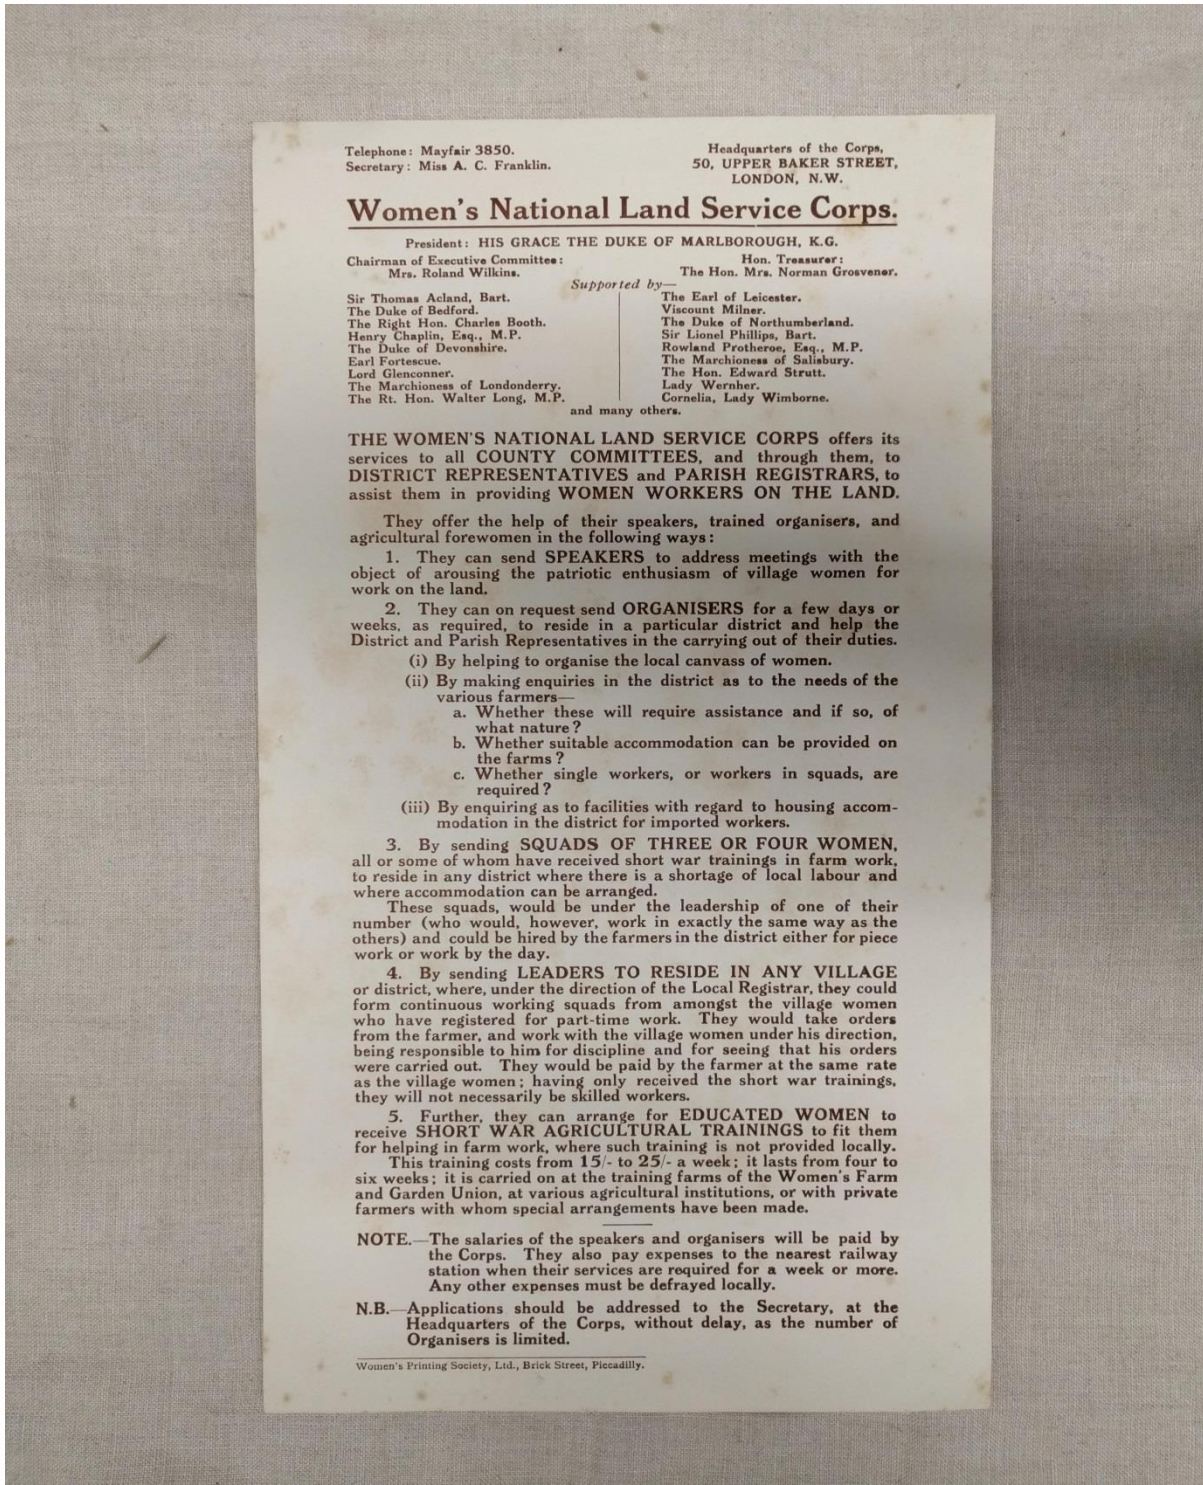 Telephone: Mayfair 3850.
Secretary: Miss A. C. Franklin.
Headquarters of the Corps,
50, UPPER BAKER STREET,
LONDON, N.W.
Women's National Land Service Corps.
President: HIS GRACE THE DUKE OF MARLBOROUGH, K.G.
Chairman of Executive Committee:
Mrs. Roland Wilkins.
Hon. Treasurer:
The Hon. Mrs. Norman Grosvenor.
Supported by—
Sir Thomas Acland, Bart.
The Duke of Bedford.
The Right Hon. Charles Booth.
Henry Chaplin, Esq., M.P.
The Duke of Devonshire.
Earl Fortescue.
Lord Glenconner.
The Marchioness of Londonderry.
The Rt. Hon. Walter Long, M.P.
The Earl of Leicester.
Viscount Milner.
The Duke of Northumberland.
Sir Lionel Phillips, Bart.
Rowland Protheroe, Esq., M.P.
The Marchioness of Salisbury.
The Hon. Edward Strutt.
Lady Wernher.
Cornelia, Lady Wimborne.
and many others.
THE WOMEN'S NATIONAL LAND SERVICE CORPS offers its
services to all COUNTY COMMITTEES, and through them, to
DISTRICT REPRESENTATIVES and PARISH REGISTRARS, to
assist them in providing WOMEN WORKERS ON THE LAND.
They offer the help of their speakers, trained organisers, and
agricultural forewomen in the following ways:
1. They can send SPEAKERS to address meetings with the
object of arousing the patriotic enthusiasm of village women for
work on the land.
2. They can on request send ORGANISERS for a few days or
weeks, as required, to reside in a particular district and help the
District and Parish Representatives in the carrying out of their duties.
(i) By helping to organise the local canvass of women.
(ii) By making enquiries in the district as to the needs of the
various farmers—
a. Whether these will require assistance and if so, of
what nature?
b. Whether suitable accommodation can be provided on
the farms?
c. Whether single workers, or workers in squads, are
required?
(iii) By enquiring as to facilities with regard to housing accom-
modation in the district for imported workers.
3. By sending SQUADS OF THREE OR FOUR WOMEN,
all or some of whom have received short war trainings in farm work,
to reside in any district where there is a shortage of local labour and
where accommodation can be arranged.
These squads, would be under the leadership of one of their
number (who would, however, work in exactly the same way as the
others) and could be hired by the farmers in the district either for piece
work or work by the day.
4. By sending LEADERS TO RESIDE IN ANY VILLAGE
or district, where, under the direction of the Local Registrar, they could
form continuous working squads from amongst the village women
who have registered for part-time work. They would take orders
from the farmer, and work with the village women under his direction,
being responsible to him for discipline and for seeing that his orders
were carried out. They would be paid by the farmer at the same rate
as the village women; having only received the short war trainings,
they will not necessarily be skilled workers.
5. Further, they can arrange for EDUCATED WOMEN to
receive SHORT WAR AGRICULTURAL TRAININGS to fit them
for helping in farm work, where such training is not provided locally.
This training costs from 15/- to 25/- a week; it lasts from four to
six weeks; it is carried on at the training farms of the Women's Farm
and Garden Union, at various agricultural institutions, or with private
farmers with whom special arrangements have been made.
NOTE.—The salaries of the speakers and organisers will be paid by
the Corps. They also pay expenses to the nearest railway
station when their services are required for a week or more.
Any other expenses must be defrayed locally.
N.B.—Applications should be addressed to the Secretary, at the
Headquarters of the Corps, without delay, as the number of
Organisers is limited.
Women's Printing Society, Ltd., Brick Street, Piccadilly.